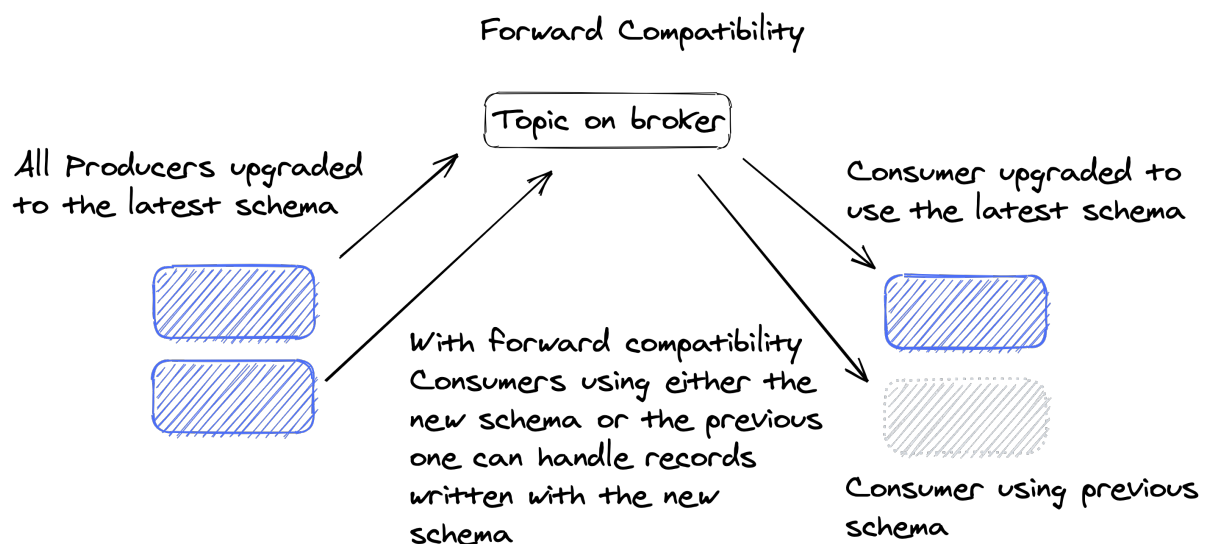 Forward Compatibility
Topic on broker
All Producers upgraded
to the latest schema
Consumer upgraded to
use the latest schema
With forward compatibility
Consumers using either the
new schema or the previous
one can handle records
written with the new
schema
Consumer using previous
schema